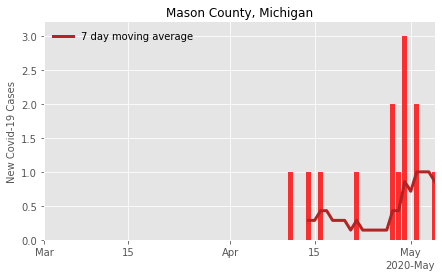 Mason County, Michigan
7 day moving average
New Covid-19 Cases
3.0
2.5
2.0
1.5
1.0
0.5
0.0
Mar 15 Apr 15 May
2020-May